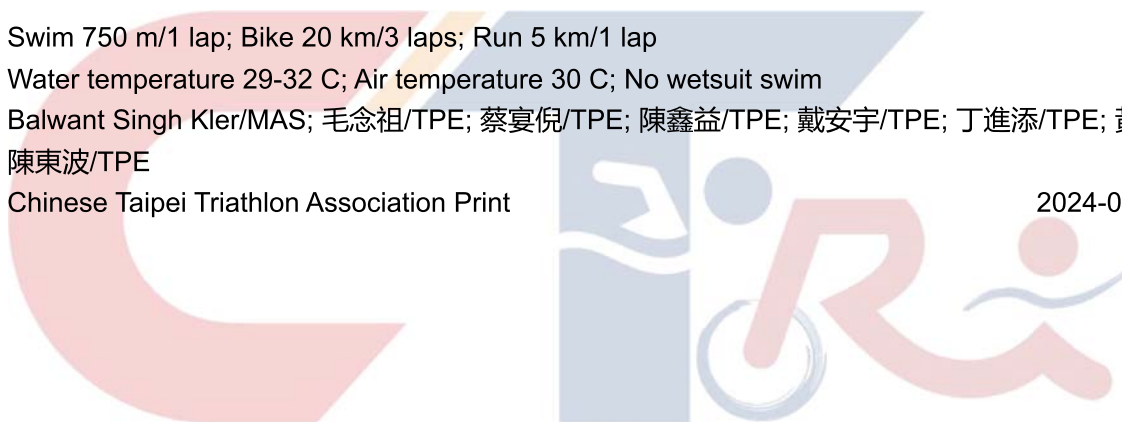 Swim 750 m/1 lap; Bike 20 km/3 laps; Run 5 km/1 lap
Water temperature 29-32 C; Air temperature 30 C; No wetsuit swim
Balwant Singh Kler/MAS; 毛念祖/TPE; 蔡宴倪/TPE; 陳鑫益/TPE; 戴安宇/TPE; 丁進添/TPE;
陳東波/TPE
Chinese Taipei Triathlon Association Print 2024-0